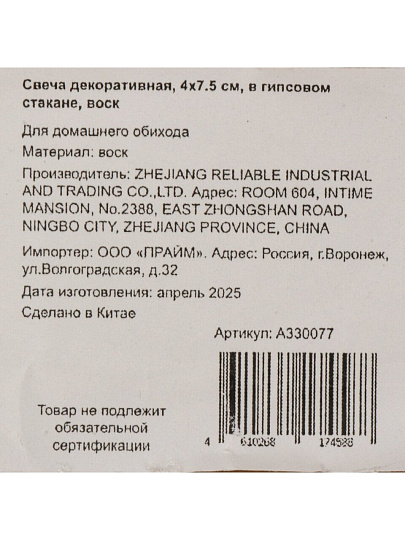 Свеча декоративная, 4x7.5 см, в гипсовом
стакане, воск
Для домашнего обихода
Материал: воск
Производитель: ZHEJIANG RELIABLE INDUSTRIAL
AND TRADING CO.,LTD. Адрес: ROOM 604, INTIME
MANSION, No.2388, EAST ZHONGSHAN ROAD,
NINGBO CITY, ZHEJIANG PROVINCE, CHINA
Импортер: ООО «ПРАЙМ». Адрес: Россия, г.Воронеж,
ул.Волгоградская, д.32
Дата изготовления: апрель 2025
Сделано в Китае
Артикул: A330077
Товар не подлежит
обязательной
сертификации
4 610268 174588